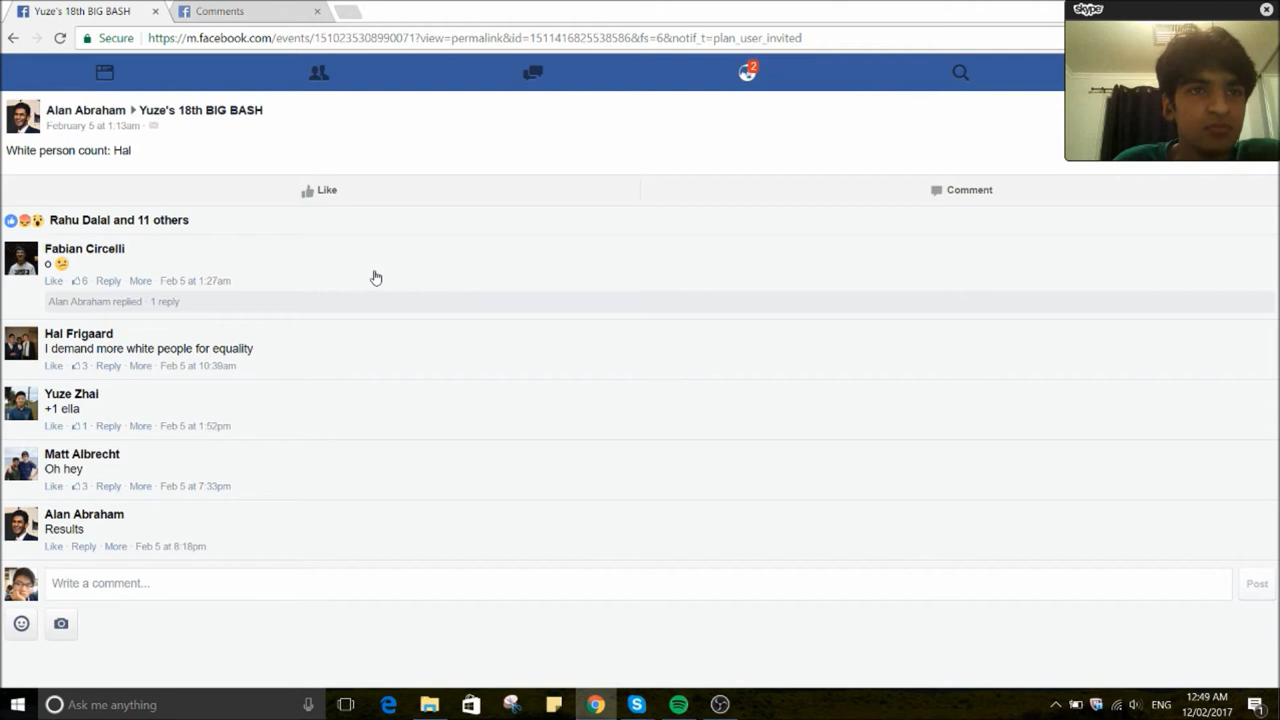 Yuze's 18th BIG BASH
Comments
skype
Secure
https://m.facebook.com/events/1510235308990071?view=permalink&id=1511416825538586&fs=6&notif_t=plan_user_invited
2
Alan Abraham ▶ Yuze's 18th BIG BASH
February 5 at 1:13am ·
White person count: Hal
Like
Comment
Rahu Dalal and 11 others
Fabian Circelli
o 😕
Like · 6 · Reply · More · Feb 5 at 1:27am
Alan Abraham replied · 1 reply
Hal Frigaard
I demand more white people for equality
Like · 3 · Reply · More · Feb 5 at 10:39am
Yuze Zhai
+1 ella
Like · 1 · Reply · More · Feb 5 at 1:52pm
Matt Albrecht
Oh hey
Like · 3 · Reply · More · Feb 5 at 7:33pm
Alan Abraham
Results
Like · Reply · More · Feb 5 at 8:18pm
Write a comment...
Post
Ask me anything
ENG
12:49 AM
12/02/2017
1